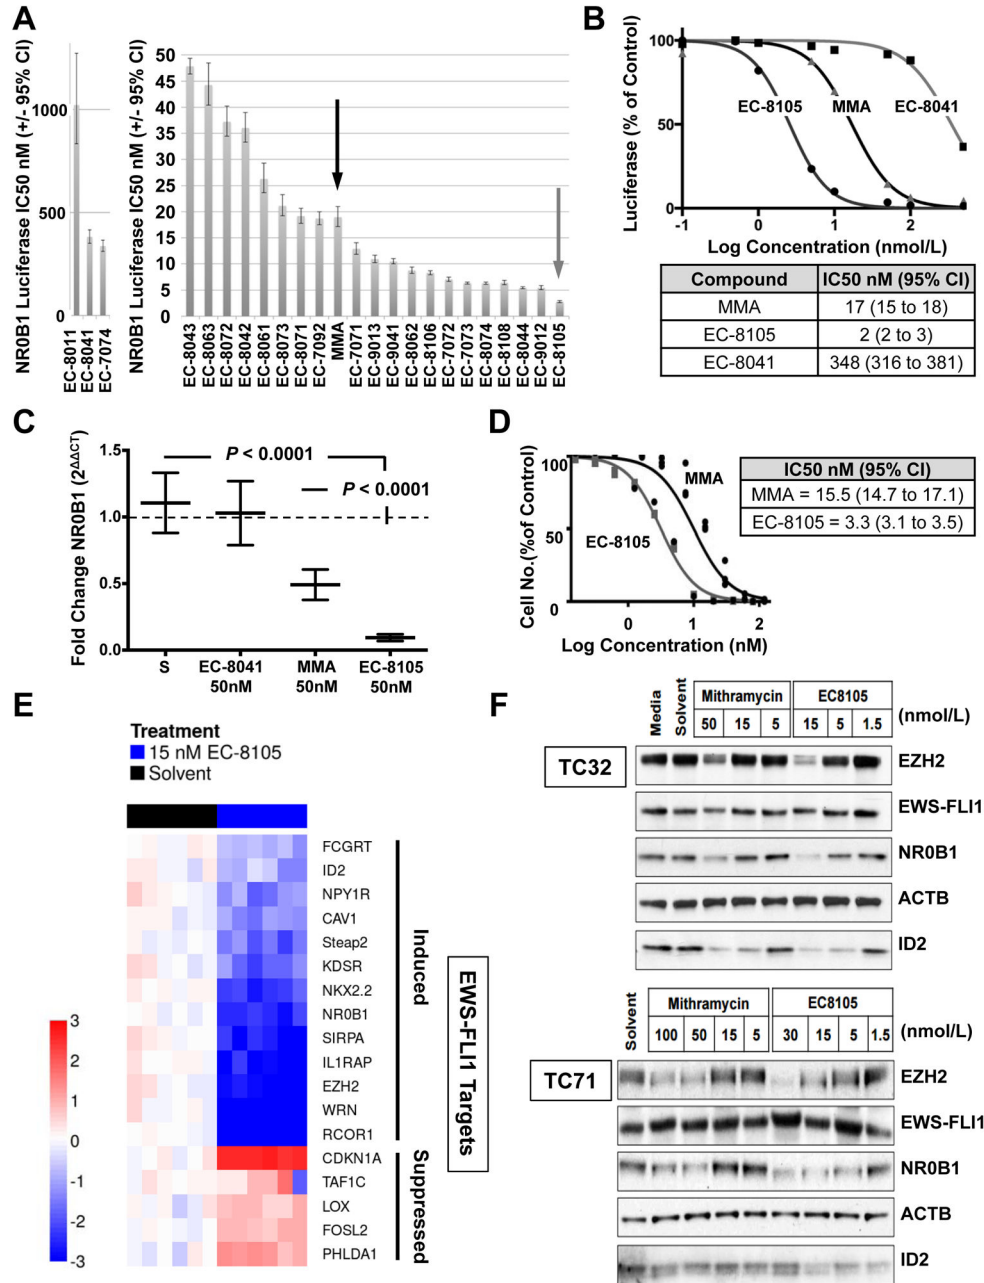 A
NR0B1 Luciferase IC50 nM (+/- 95% CI)
1000
500
0
EC-8011
EC-8041
EC-7074
NR0B1 Luciferase IC50 nM (+/- 95% CI)
50
45
40
35
30
25
20
15
10
5
0
EC-8043
EC-8063
EC-8072
EC-8042
EC-8061
EC-8073
EC-8071
EC-7092
MMA
EC-7071
EC-9013
EC-9041
EC-8062
EC-8106
EC-7072
EC-7073
EC-8074
EC-8108
EC-8044
EC-9012
EC-8105
B
Luciferase (% of Control)
100
50
0
EC-8105
MMA
EC-8041
-1 0 1 2
Log Concentration (nmol/L)
Compound IC50 nM (95% CI)
MMA 17 (15 to 18)
EC-8105 2 (2 to 3)
EC-8041 348 (316 to 381)
C
Fold Change NR0B1 (2ΔΔCT)
1.5
1.0
0.5
0.0
P < 0.0001
P < 0.0001
S EC-8041 MMA EC-8105
50nM 50nM 50nM
D
Cell No.(% of Control)
100
50
0
MMA
EC-8105
0 1 2
Log Concentration (nM)
IC50 nM (95% CI)
MMA = 15.5 (14.7 to 17.1)
EC-8105 = 3.3 (3.1 to 3.5)
E
Treatment
15 nM EC-8105
Solvent
3
2
1
0
-1
-2
-3
FCGRT
ID2
NPY1R
CAV1
Steap2
KDSR
NKX2.2
NR0B1
SIRPA
IL1RAP
EZH2
WRN
RCOR1
CDKN1A
TAF1C
LOX
FOSL2
PHLDA1
Induced
Suppressed
EWS-FLI1 Targets
F
Media
Solvent
Mithramycin EC8105
50 15 5 15 5 1.5 (nmol/L)
TC32
EZH2
EWS-FLI1
NR0B1
ACTB
ID2
Solvent
Mithramycin EC8105
100 50 15 5 30 15 5 1.5 (nmol/L)
TC71
EZH2
EWS-FLI1
NR0B1
ACTB
ID2